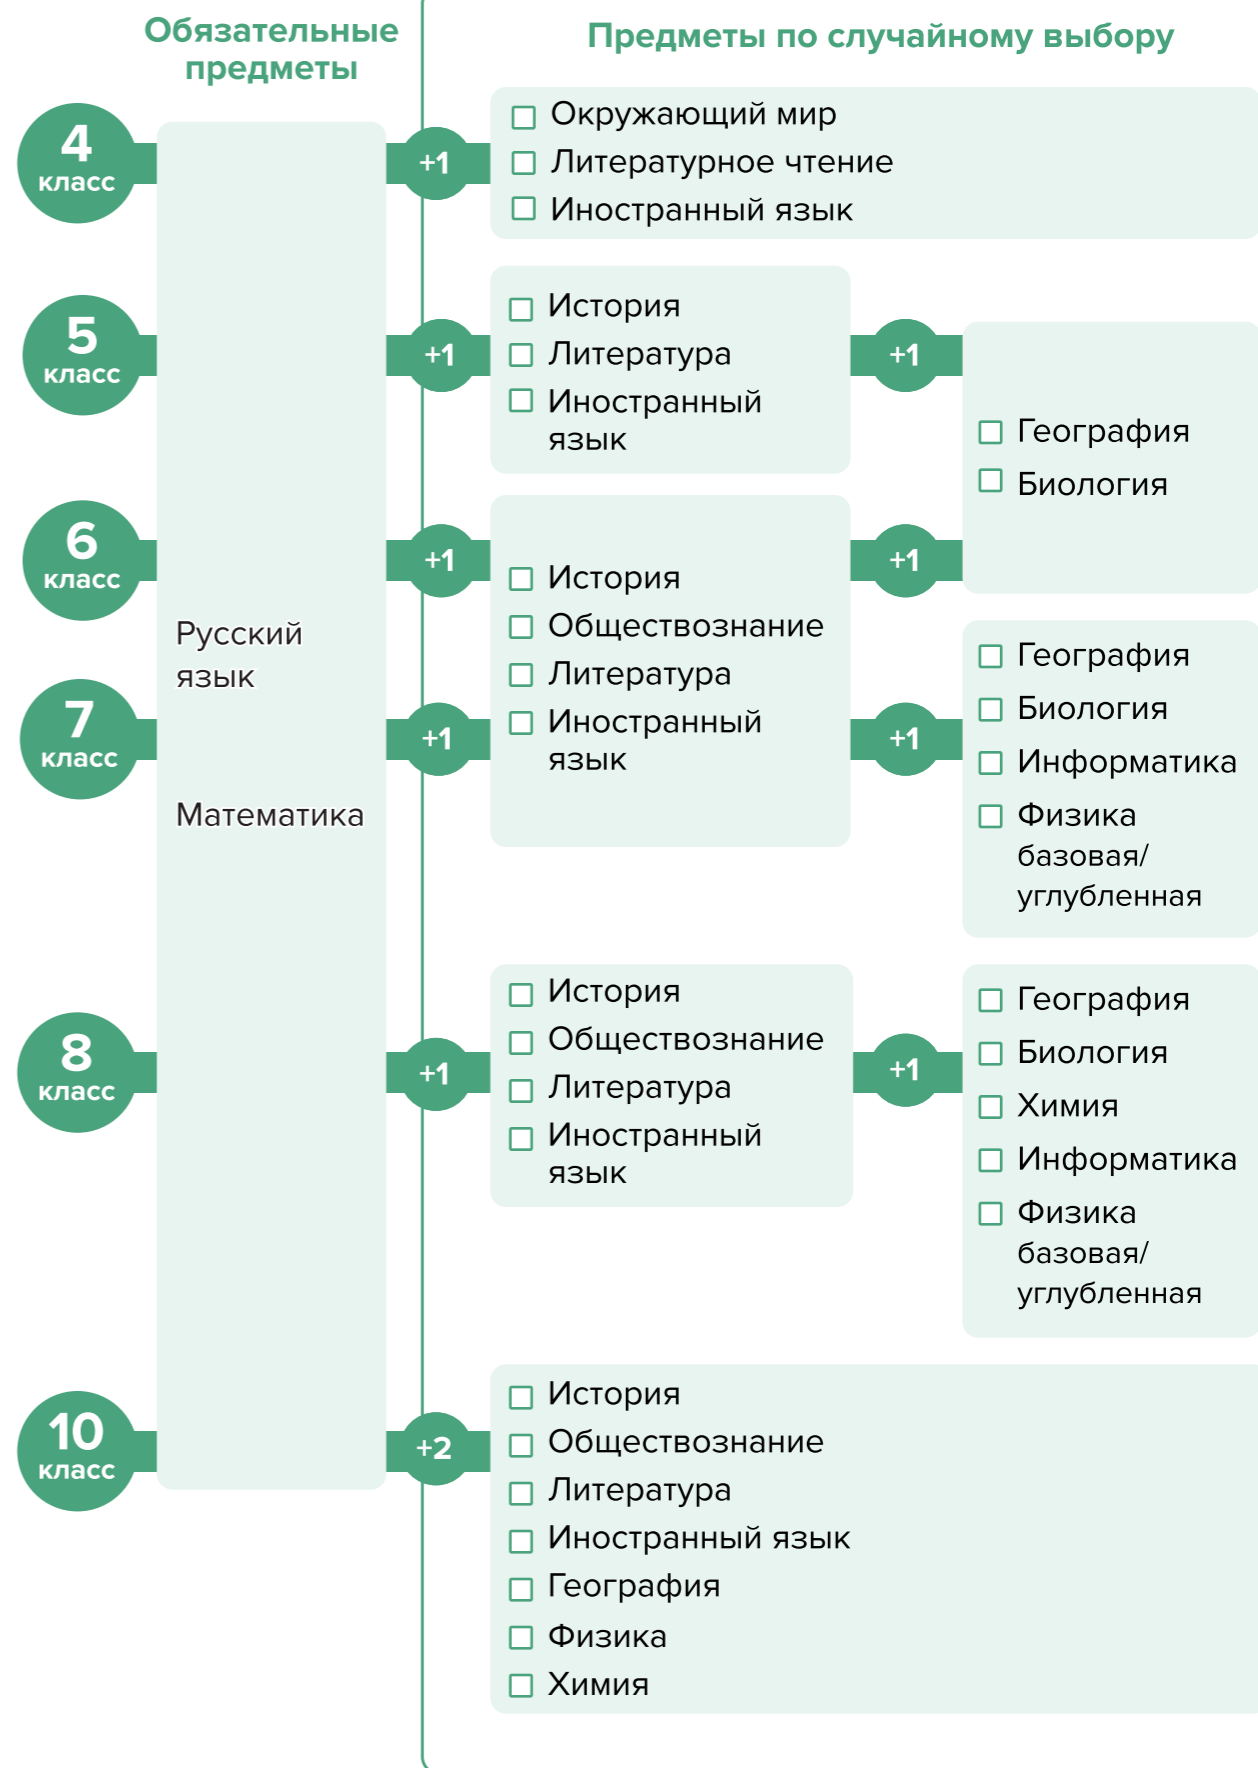 Обязательные
предметы
Предметы по случайному выбору
4
класс
+1
Окружающий мир
Литературное чтение
Иностранный язык
5
класс
+1
История
Литература
Иностранный
язык
+1
География
Биология
6
класс
+1
+1
История
Обществознание
Литература
Иностранный
язык
Русский
язык
Математика
7
класс
+1
+1
География
Биология
Информатика
Физика
базовая/
углубленная
8
класс
+1
История
Обществознание
Литература
Иностранный
язык
+1
География
Биология
Химия
Информатика
Физика
базовая/
углубленная
10
класс
+2
История
Обществознание
Литература
Иностранный язык
География
Физика
Химия